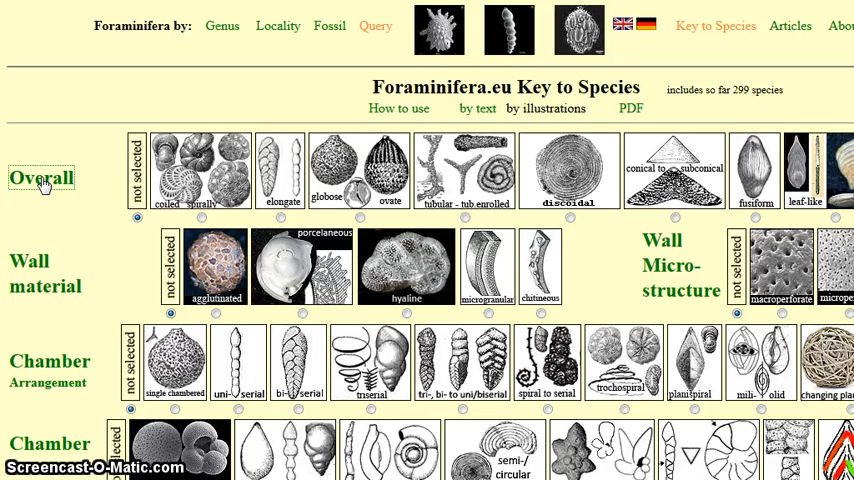 Foraminifera by: Genus Locality Fossil Query Key to Species Articles
Foraminifera.eu Key to Species includes so far 299 species
How to use by text by illustrations PDF
Overall
not selected
coiled spirally
elongate
globose
ovate
tubular - tub.enrolled
discoidal
conical to subconical
fusiform
leaf-like
Wall
material
not selected
agglutinated
porcelaneous
hyaline
microgranular
chitineous
Wall
Micro-
structure
not selected
macroperforate
Chamber
Arrangement
not selected
single chambered
uni- serial
bi- serial
triserial
tri-, bi- to uni/biserial
spiral to serial
trochospiral
planispiral
mili- olid
Chamber
not selected
semi-/
circular
Screencast-O-Matic.com